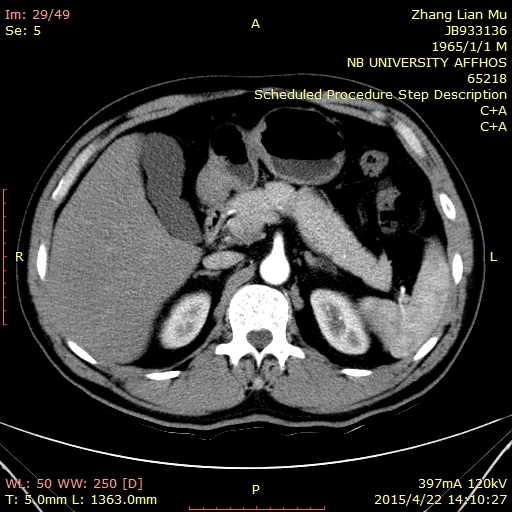 Im: 29/49
Se: 5
A
Zhang Lian Mu
JB933136
1965/1/1 M
NB UNIVERSITY AFFHOS
65218
Scheduled Procedure Step Description
C+A
C+A
R
L
WL: 50 WW: 250 [D]
T: 5.0mm L: 1363.0mm
P
397mA 120kV
2015/4/22 14:10:27